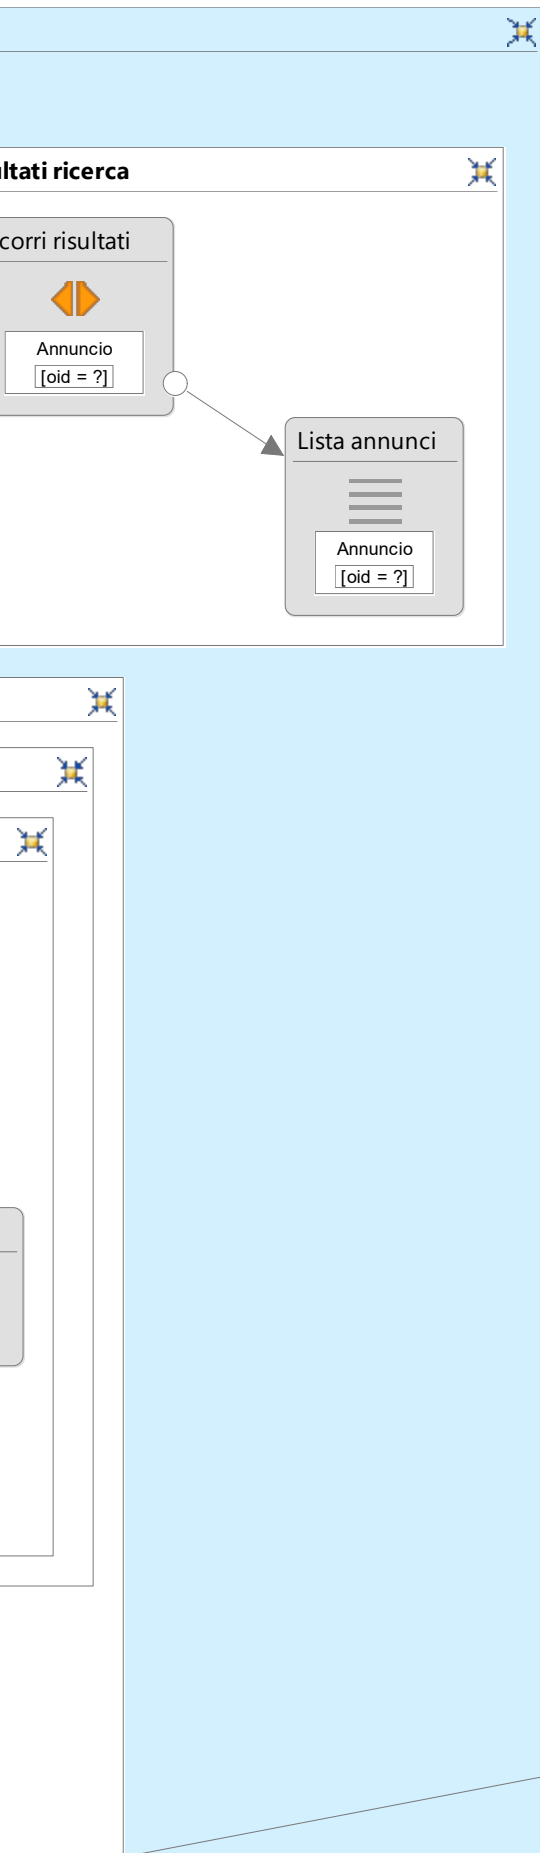 ltati ricerca
corri risultati
Annuncio
[oid = ?]
Lista annunci
Annuncio
[oid = ?]